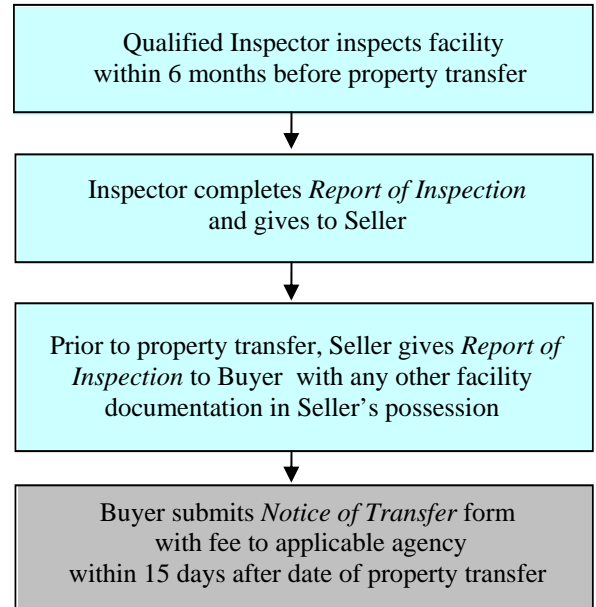 Qualified Inspector inspects facility
within 6 months before property transfer
Inspector completes Report of Inspection
and gives to Seller
Prior to property transfer, Seller gives Report of
Inspection to Buyer with any other facility
documentation in Seller's possession
Buyer submits Notice of Transfer form
with fee to applicable agency
within 15 days after date of property transfer